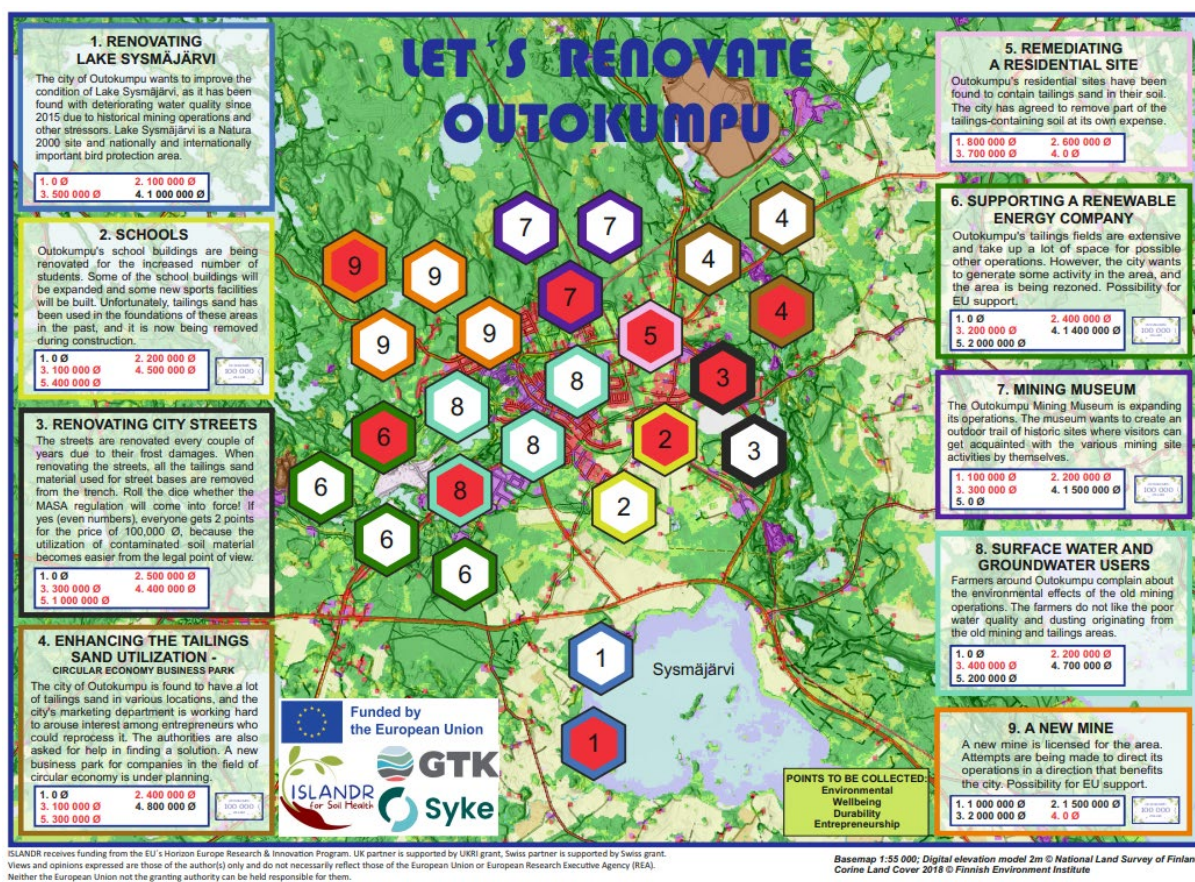 LET´S RENOVATE
OUTOKUMPU
1. RENOVATING
LAKE SYSMÄJÄRVI
The city of Outokumpu wants to improve the
condition of Lake Sysmäjärvi, as it has been
found with deteriorating water quality since
2015 due to historical mining operations and
other stressors. Lake Sysmäjärvi is a Natura
2000 site and nationally and internationally
important bird protection area.
1. 0 Ø 2. 100 000 Ø
3. 500 000 Ø 4. 1 000 000 Ø
2. SCHOOLS
Outokumpu's school buildings are being
renovated for the increased number of
students. Some of the school buildings will
be expanded and some new sports facilities
will be built. Unfortunately, tailings sand has
been used in the foundations of these areas
in the past, and it is now being removed
during construction.
1. 0 Ø 2. 200 000 Ø
3. 100 000 Ø 4. 500 000 Ø
5. 400 000 Ø
100 000
3. RENOVATING CITY STREETS
The streets are renovated every couple of
years due to their frost damages. When
renovating the streets, all the tailings sand
material used for street bases are removed
from the trench. Roll the dice whether the
MASA regulation will come into force! If
yes (even numbers), everyone gets 2 points
for the price of 100,000 Ø, because the
utilization of contaminated soil material
becomes easier from the legal point of view.
1. 0 Ø 2. 500 000 Ø
3. 300 000 Ø 4. 400 000 Ø
5. 1 000 000 Ø
4. ENHANCING THE TAILINGS
SAND UTILIZATION -
CIRCULAR ECONOMY BUSINESS PARK
The city of Outokumpu is found to have a lot
of tailings sand in various locations, and the
city's marketing department is working hard
to arouse interest among entrepreneurs who
could reprocess it. The authorities are also
asked for help in finding a solution. A new
business park for companies in the field of
circular economy is under planning.
1. 0 Ø 2. 400 000 Ø
3. 100 000 Ø 4. 800 000 Ø
5. 300 000 Ø
100 000
7
7
4
9
9
4
7
4
9
9
5
8
3
8
6
8
2
3
6
8
2
6
6
1
1
Sysmäjärvi
Funded by
the European Union
ISLANDR
for Soil Health
GTK
Syke
POINTS TO BE COLLECTED:
Environmental
Wellbeing
Durability
Entrepreneurship
5. REMEDIATING
A RESIDENTIAL SITE
Outokumpu's residential sites have been
found to contain tailings sand in their soil.
The city has agreed to remove part of the
tailings-containing soil at its own expense.
1. 800 000 Ø 2. 600 000 Ø
3. 700 000 Ø 4. 0 Ø
6. SUPPORTING A RENEWABLE
ENERGY COMPANY
Outokumpu's tailings fields are extensive
and take up a lot of space for possible
other operations. However, the city wants
to generate some activity in the area, and
the area is being rezoned. Possibility for
EU support.
1. 0 Ø 2. 400 000 Ø
3. 200 000 Ø 4. 1 400 000 Ø
5. 2 000 000 Ø
100 000
7. MINING MUSEUM
The Outokumpu Mining Museum is expanding
its operations. The museum wants to create an
outdoor trail of historic sites where visitors can
get acquainted with the various mining site
activities by themselves.
1. 100 000 Ø 2. 200 000 Ø
3. 300 000 Ø 4. 1 500 000 Ø
5. 0 Ø
100 000
8. SURFACE WATER AND
GROUNDWATER USERS
Farmers around Outokumpu complain about
the environmental effects of the old mining
operations. The farmers do not like the poor
water quality and dusting originating from
the old mining and tailings areas.
1. 0 Ø 2. 200 000 Ø
3. 400 000 Ø 4. 700 000 Ø
5. 200 000 Ø
9. A NEW MINE
A new mine is licensed for the area.
Attempts are being made to direct its
operations in a direction that benefits
the city. Possibility for EU support.
1. 1 000 000 Ø 2. 1 500 000 Ø
3. 2 000 000 Ø 4. 0 Ø
ISLANDR receives funding from the EU´s Horizon Europe Research & Innovation Program. UK partner is supported by UKRI grant, Swiss partner is supported by Swiss grant.
Views and opinions expressed are those of the author(s) only and do not necessarily reflect those of the European Union or European Research Executive Agency (REA).
Neither the European Union not the granting authority can be held responsible for them.
Basemap 1:55 000; Digital elevation model 2m © National Land Survey of Finlan
Corine Land Cover 2018 © Finnish Environment Institute